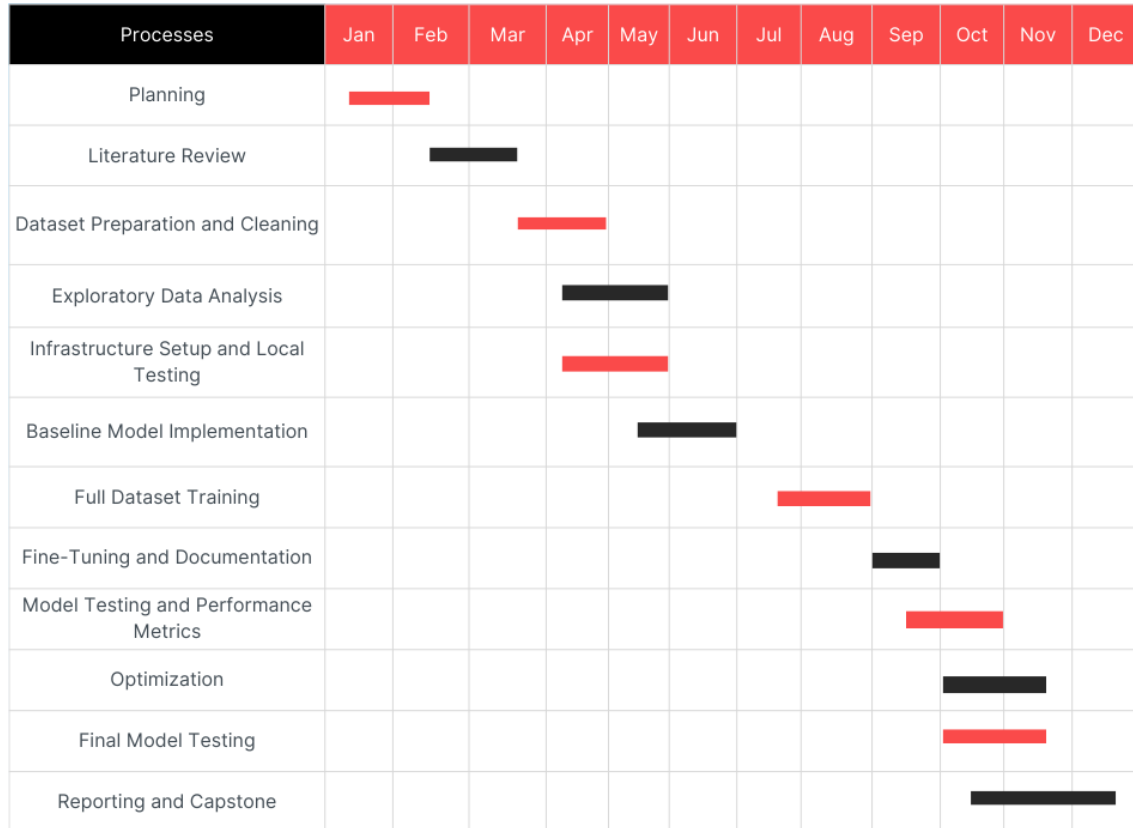 Processes Jan Feb Mar Apr May Jun Jul Aug Sep Oct Nov Dec
Planning
Literature Review
Dataset Preparation and Cleaning
Exploratory Data Analysis
Infrastructure Setup and Local
Testing
Baseline Model Implementation
Full Dataset Training
Fine-Tuning and Documentation
Model Testing and Performance
Metrics
Optimization
Final Model Testing
Reporting and Capstone